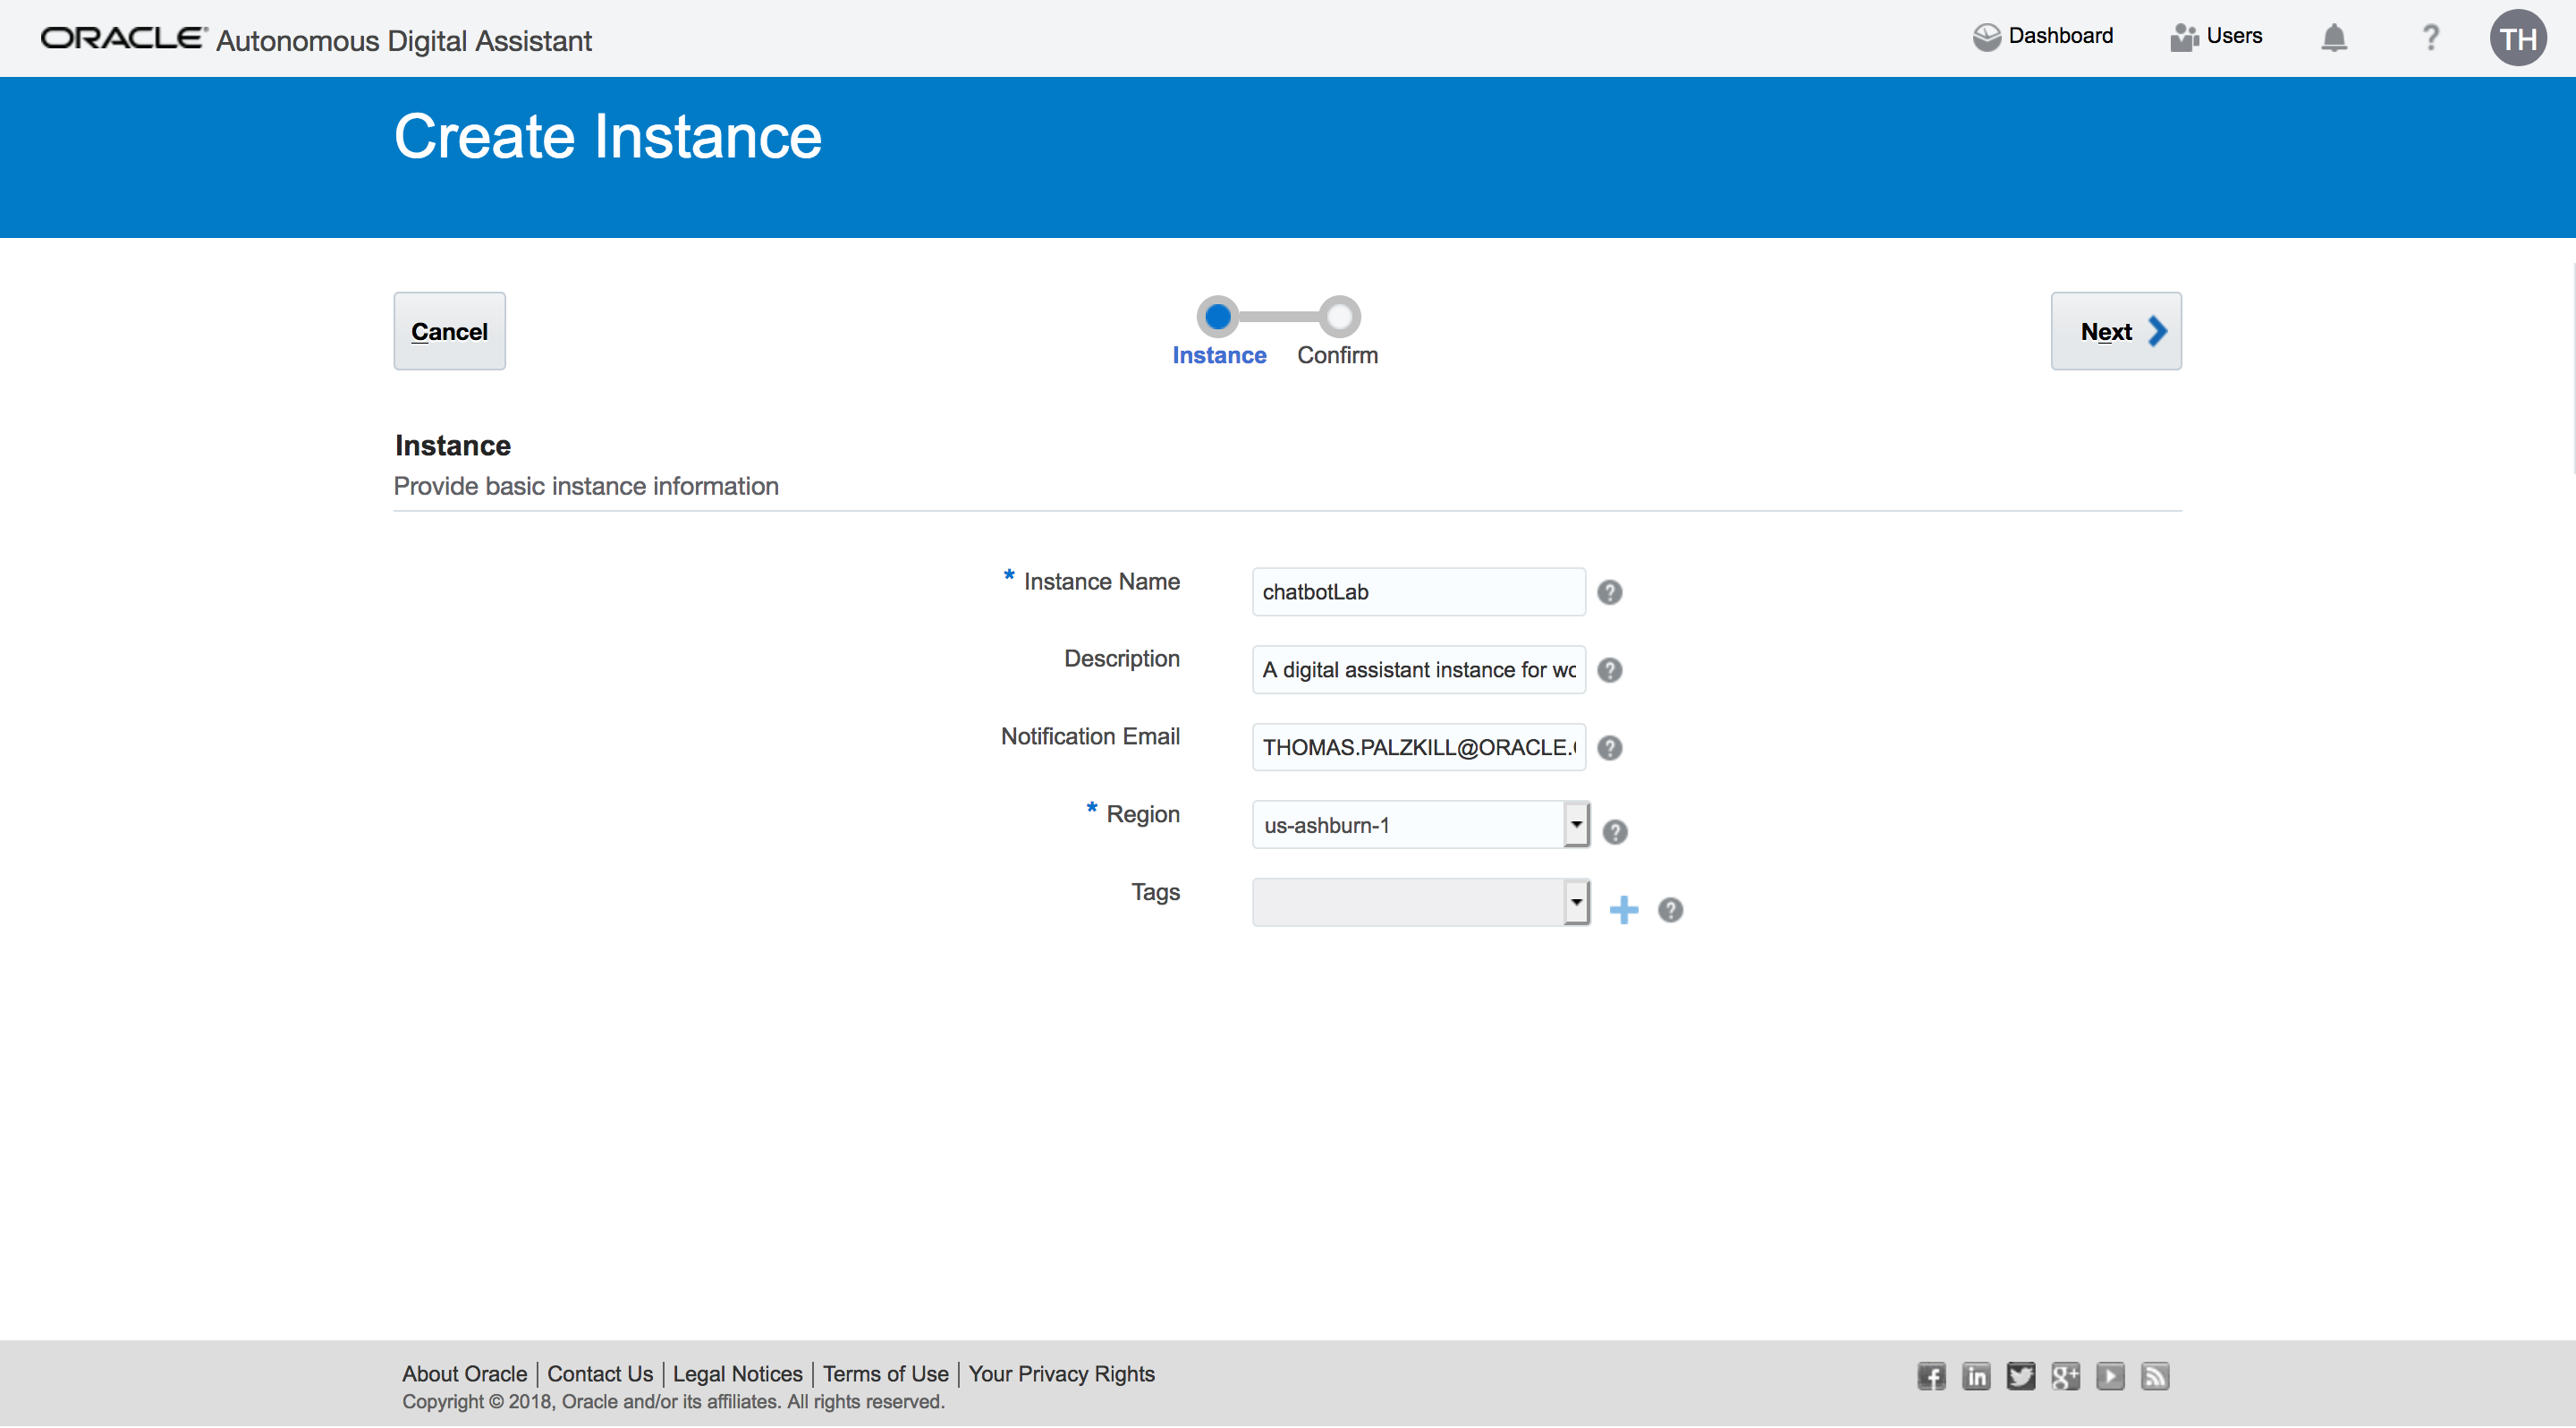 ORACLE® Autonomous Digital Assistant
Dashboard
Users
?
TH
Create Instance
Cancel
Instance
Confirm
Next
Instance
Provide basic instance information
* Instance Name
chatbotLab
?
Description
A digital assistant instance for
?
Notification Email
THOMAS.PALZKILL@ORACLE.
?
* Region
us-ashburn-1
?
Tags
?
About Oracle | Contact Us | Legal Notices | Terms of Use | Your Privacy Rights
f in g+
Copyright © 2018, Oracle and/or its affiliates. All rights reserved.